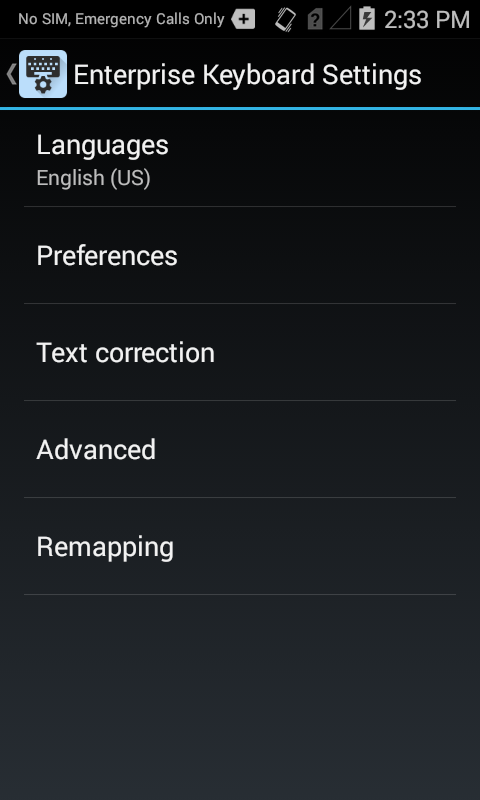 No SIM, Emergency Calls Only 2:33 PM
Enterprise Keyboard Settings
Languages
English (US)
Preferences
Text correction
Advanced
Remapping